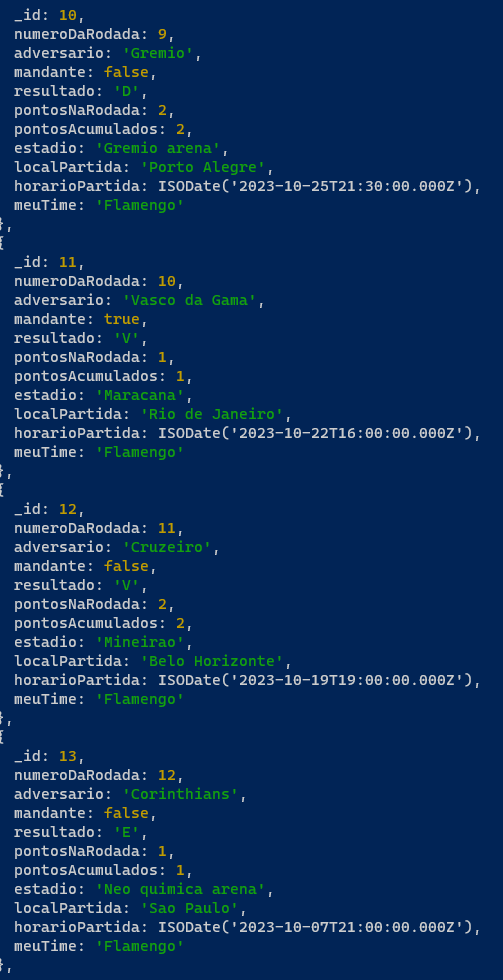 _id: 10,
numeroDaRodada: 9,
adversario: 'Gremio',
mandante: false,
resultado: 'D',
pontosNaRodada: 2,
pontosAcumulados: 2,
estadio: 'Gremio arena',
localPartida: 'Porto Alegre',
horarioPartida: ISODate('2023-10-25T21:30:00.000Z'),
meuTime: 'Flamengo'
},
{
_id: 11,
numeroDaRodada: 10,
adversario: 'Vasco da Gama',
mandante: true,
resultado: 'V',
pontosNaRodada: 1,
pontosAcumulados: 1,
estadio: 'Maracana',
localPartida: 'Rio de Janeiro',
horarioPartida: ISODate('2023-10-22T16:00:00.000Z'),
meuTime: 'Flamengo'
},
{
_id: 12,
numeroDaRodada: 11,
adversario: 'Cruzeiro',
mandante: false,
resultado: 'V',
pontosNaRodada: 2,
pontosAcumulados: 2,
estadio: 'Mineirao',
localPartida: 'Belo Horizonte',
horarioPartida: ISODate('2023-10-19T19:00:00.000Z'),
meuTime: 'Flamengo'
},
{
_id: 13,
numeroDaRodada: 12,
adversario: 'Corinthians',
mandante: false,
resultado: 'E',
pontosNaRodada: 1,
pontosAcumulados: 1,
estadio: 'Neo quimica arena',
localPartida: 'Sao Paulo',
horarioPartida: ISODate('2023-10-07T21:00:00.000Z'),
meuTime: 'Flamengo'
},